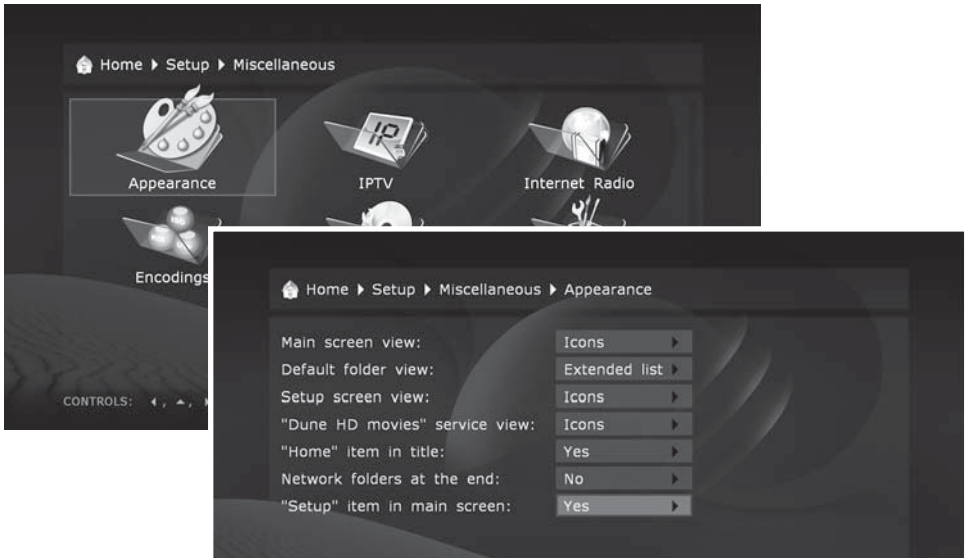 Home Setup Miscellaneous
Appearance IPTV Internet Radio
Encodings
CONTROLS:
Home Setup Miscellaneous Appearance
Main screen view: Icons
Default folder view: Extended list
Setup screen view: Icons
"Dune HD movies" service view: Icons
"Home" item in title: Yes
Network folders at the end: No
"Setup" item in main screen: Yes